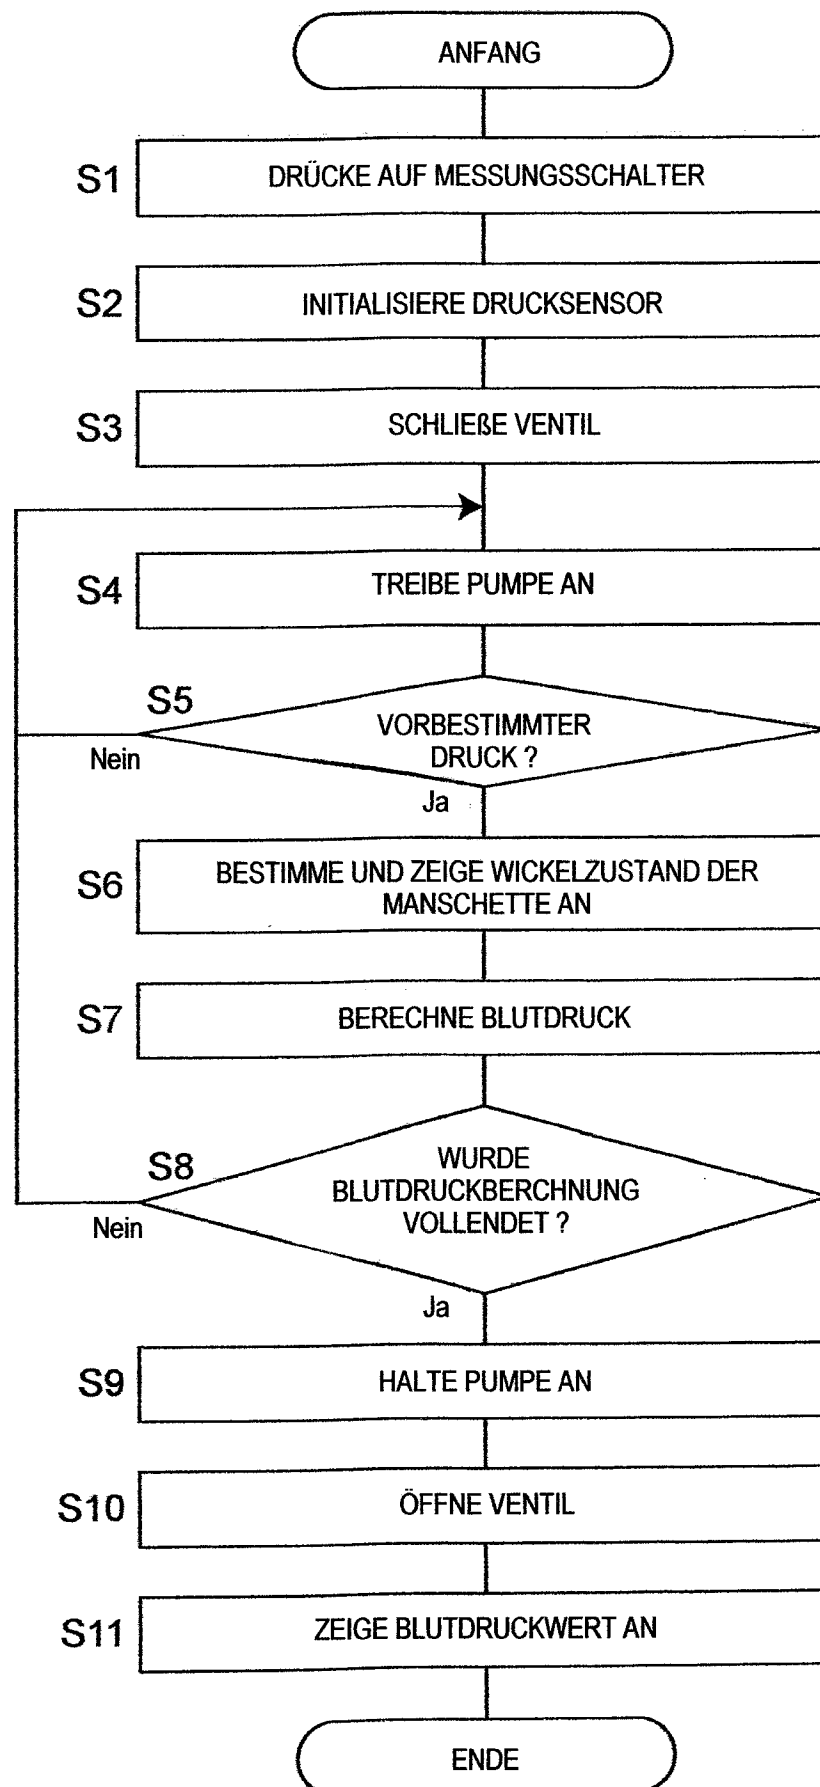 ANFANG
S1
DRÜCKE AUF MESSUNGSSCHALTER
S2
INITIALISIERE DRUCKSENSOR
S3
SCHLIEßE VENTIL
S4
TREIBE PUMPE AN
S5
VORBESTIMMTER
DRUCK ?
Nein
Ja
S6
BESTIMME UND ZEIGE WICKELZUSTAND DER
MANSCHETTE AN
S7
BERECHNE BLUTDRUCK
S8
WURDE
BLUTDRUCKBERCHNUNG
VOLLENDET ?
Nein
Ja
S9
HALTE PUMPE AN
S10
ÖFFNE VENTIL
S11
ZEIGE BLUTDRUCKWERT AN
ENDE